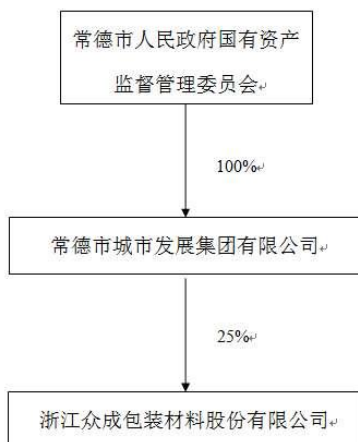 常德市人民政府国有资产
监督管理委员会
100%
常德市城市发展集团有限公司
25%
浙江众成包装材料股份有限公司